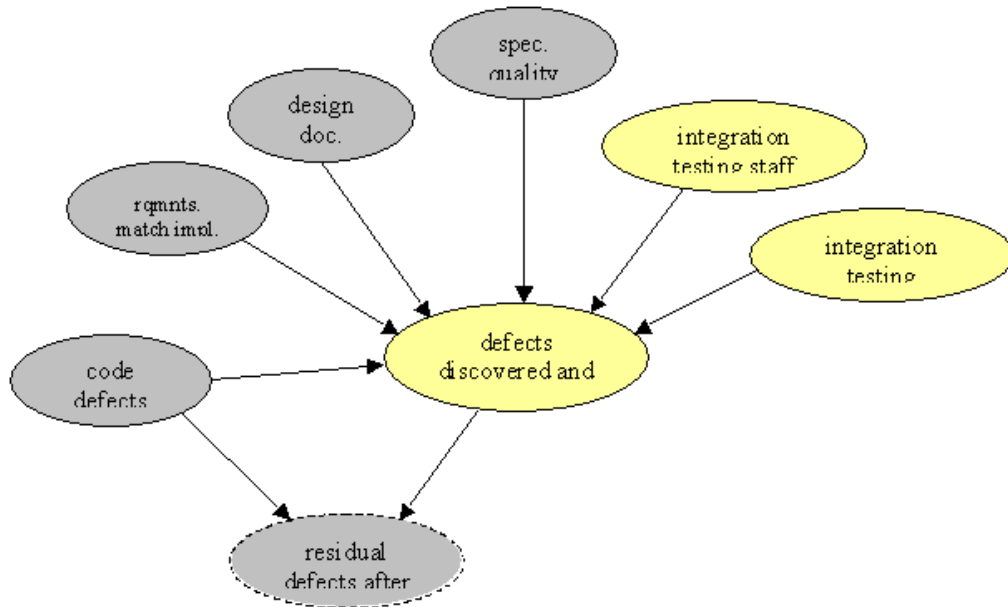 spec.
quality
design
doc.
integration
testing staff
rqmnts.
match impl.
integration
testing
defects
discovered and
code
defects
residual
defects after